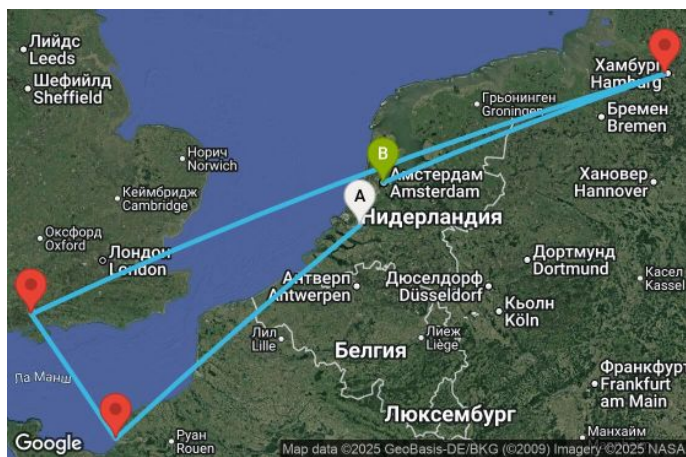 Лийдс
Leeds
Шефийлд
Sheffield
Хамбург
Hamburg
Грьонинген
Groningen
Бремен
Bremen
Норич
Norwich
B
Амстердам
Amsterdam
Хановер
Hannover
Кеймбридж
Cambridge
A
Нидерландия
Оксфорд
Oxford
Лондон
London
Дортмунд
Dortmund
Антверп
Antwerpen
Дюселдорф
Düsseldorf
Касел
Kassel
Кьолн
Köln
Лил
Lille
Лиеж
Liège
Белгия
Ла Манш
Франкфурт
Frankfurt
am Main
Люксембург
Руан
Rouen
Манхайм
Google
Map data ©2025 GeoBasis-DE/BKG (©2009) Imagery ©2025 NASA